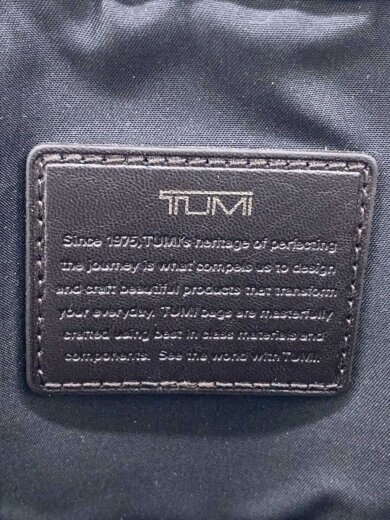 TUMI
Since 1975, TUMI's heritage of perfecting
the journey is what compels us to design
and craft beautiful products that transform
your everyday. TUMI bags are masterfully
crafted using best in class materials and
components. See the world with TUMI.